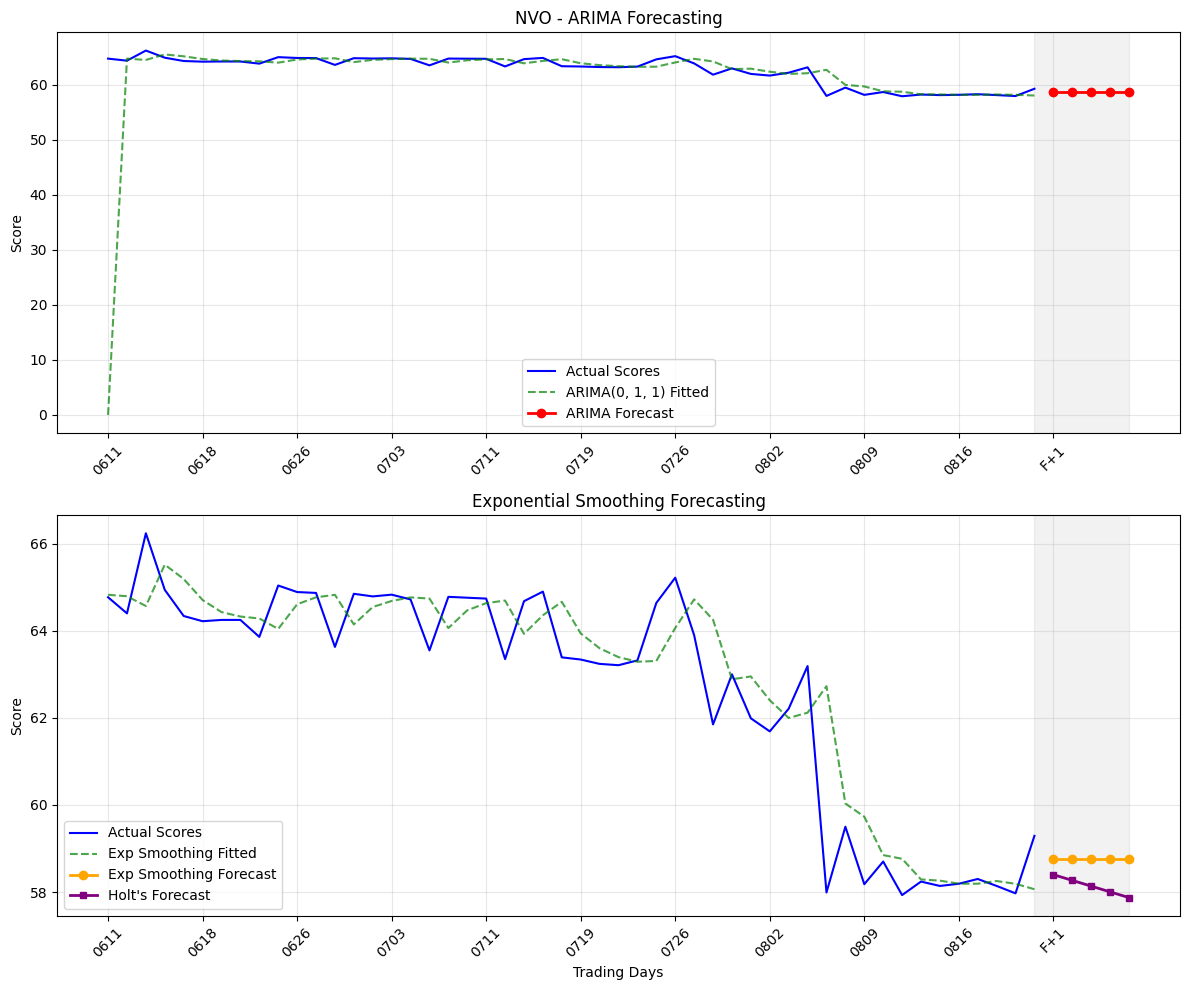 NVO - ARIMA Forecasting
Score
60
50
40
30
20
10
0
Actual Scores
ARIMA(0, 1, 1) Fitted
ARIMA Forecast
0611
0618
0626
0703
0711
0719
0726
0802
0809
0816
F+1
Exponential Smoothing Forecasting
Score
66
64
62
60
58
Actual Scores
Exp Smoothing Fitted
Exp Smoothing Forecast
Holt's Forecast
0611
0618
0626
0703
0711
0719
0726
0802
0809
0816
F+1
Trading Days